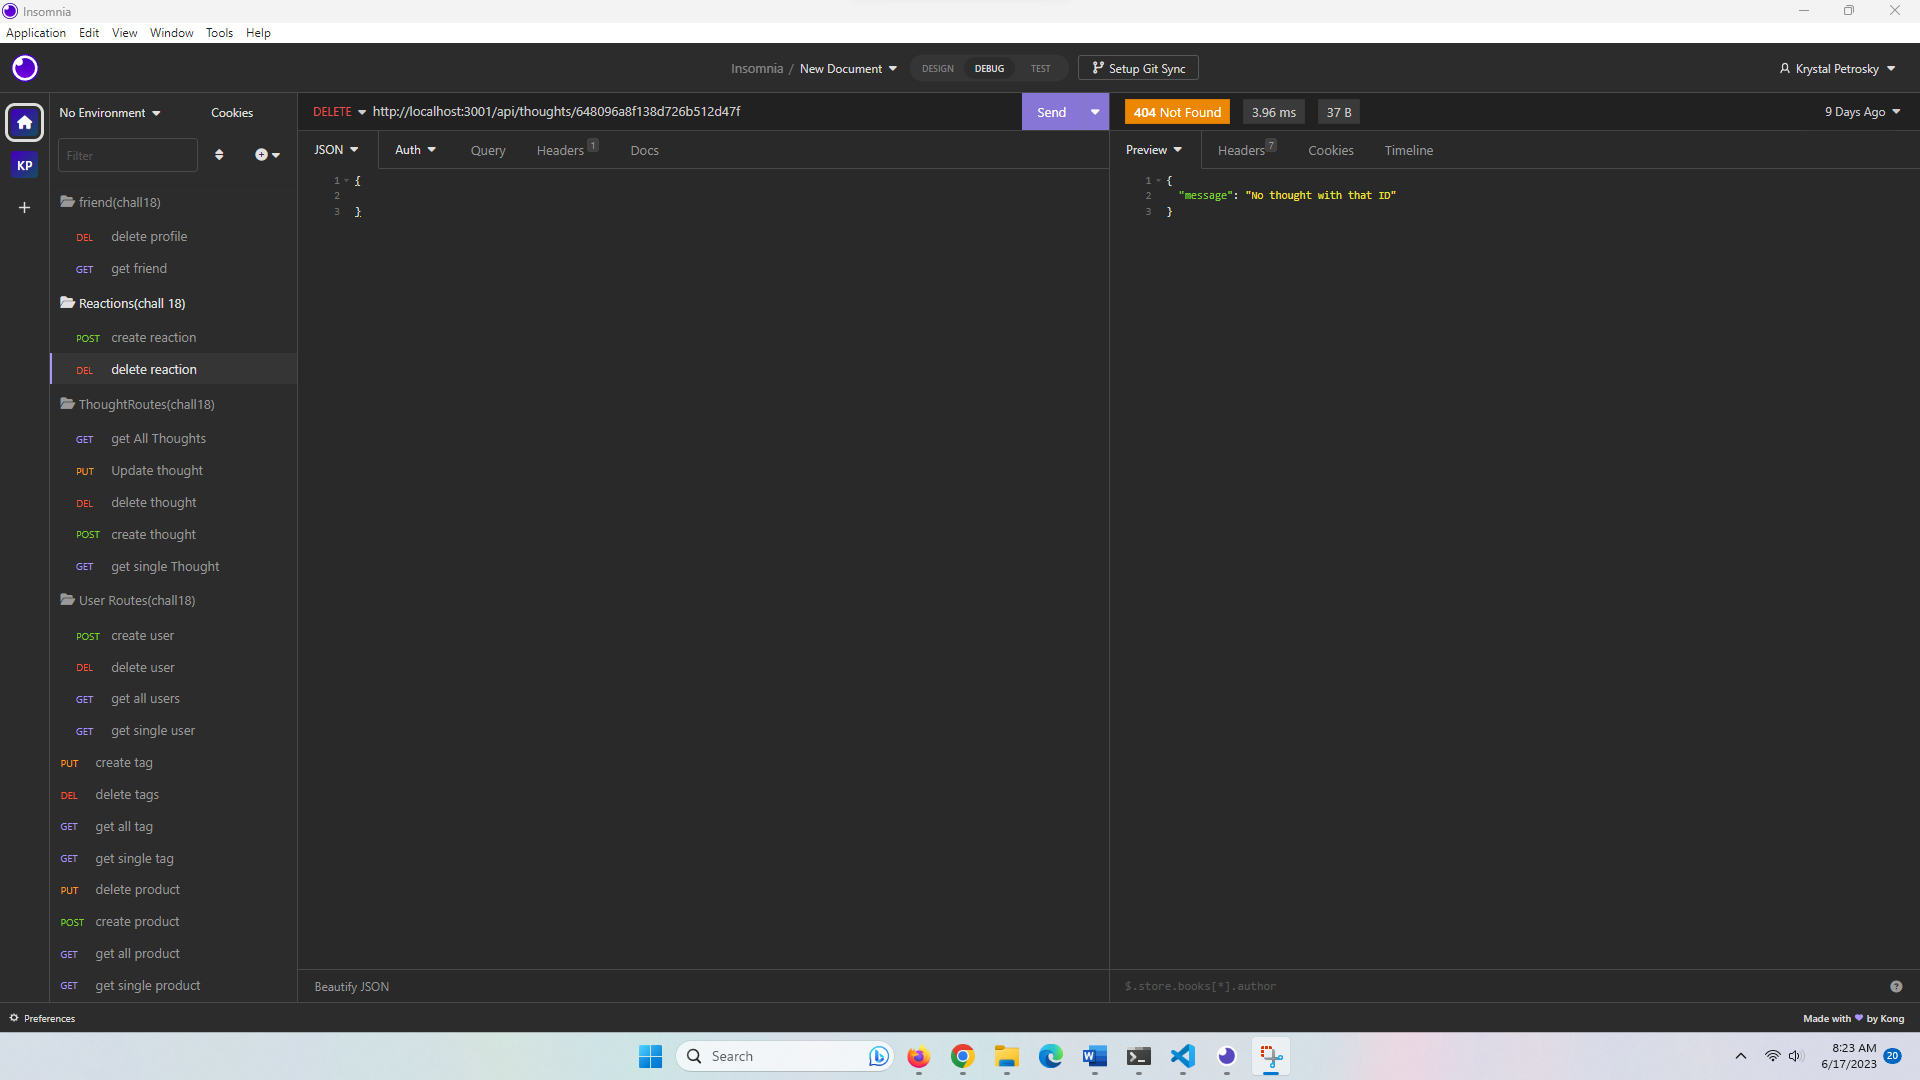 Insomnia
Application Edit View Window Tools Help
Insomnia / New Document DESIGN DEBUG TEST Setup Git Sync Krystal Petrosky
No Environment Cookies
DELETE http://localhost:3001/api/thoughts/648096a8f138d726b512d47f Send 404 Not Found 3.96 ms 37 B 9 Days Ago
Filter
KP
JSON Auth Query Headers 1 Docs
Preview Headers 7 Cookies Timeline
1 {
2
3 }
1 {
2 "message": "No thought with that ID"
3 }
friend(chall18)
DEL delete profile
GET get friend
Reactions(chall 18)
POST create reaction
DEL delete reaction
ThoughtRoutes(chall18)
GET get All Thoughts
PUT Update thought
DEL delete thought
POST create thought
GET get single Thought
User Routes(chall18)
POST create user
DEL delete user
GET get all users
GET get single user
PUT create tag
DEL delete tags
GET get all tag
GET get single tag
PUT delete product
POST create product
GET get all product
GET get single product
Beautify JSON
$.store.books[*].author
Preferences
Made with by Kong
Search
8:23 AM
6/17/2023
20